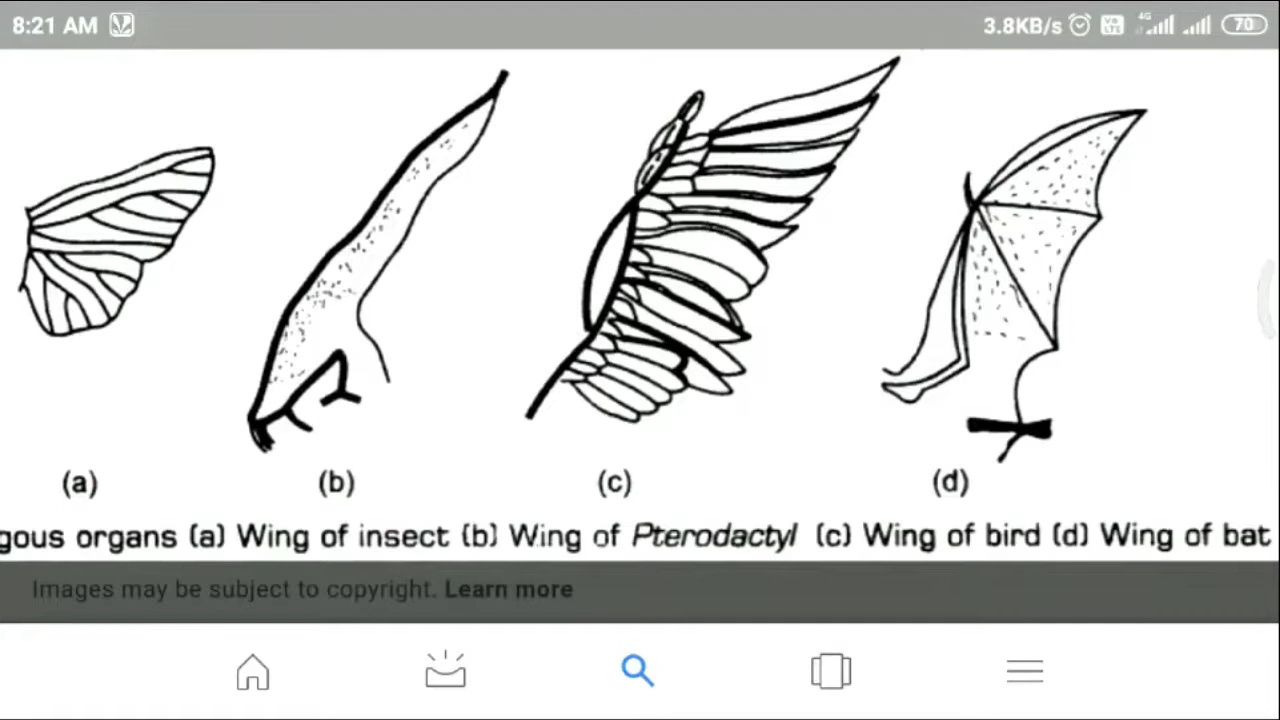 8:21 AM 3.8KB/s 4G 70
(a) (b) (c) (d)
gous organs (a) Wing of insect (b) Wing of Pterodactyl (c) Wing of bird (d) Wing of bat
Images may be subject to copyright. Learn more